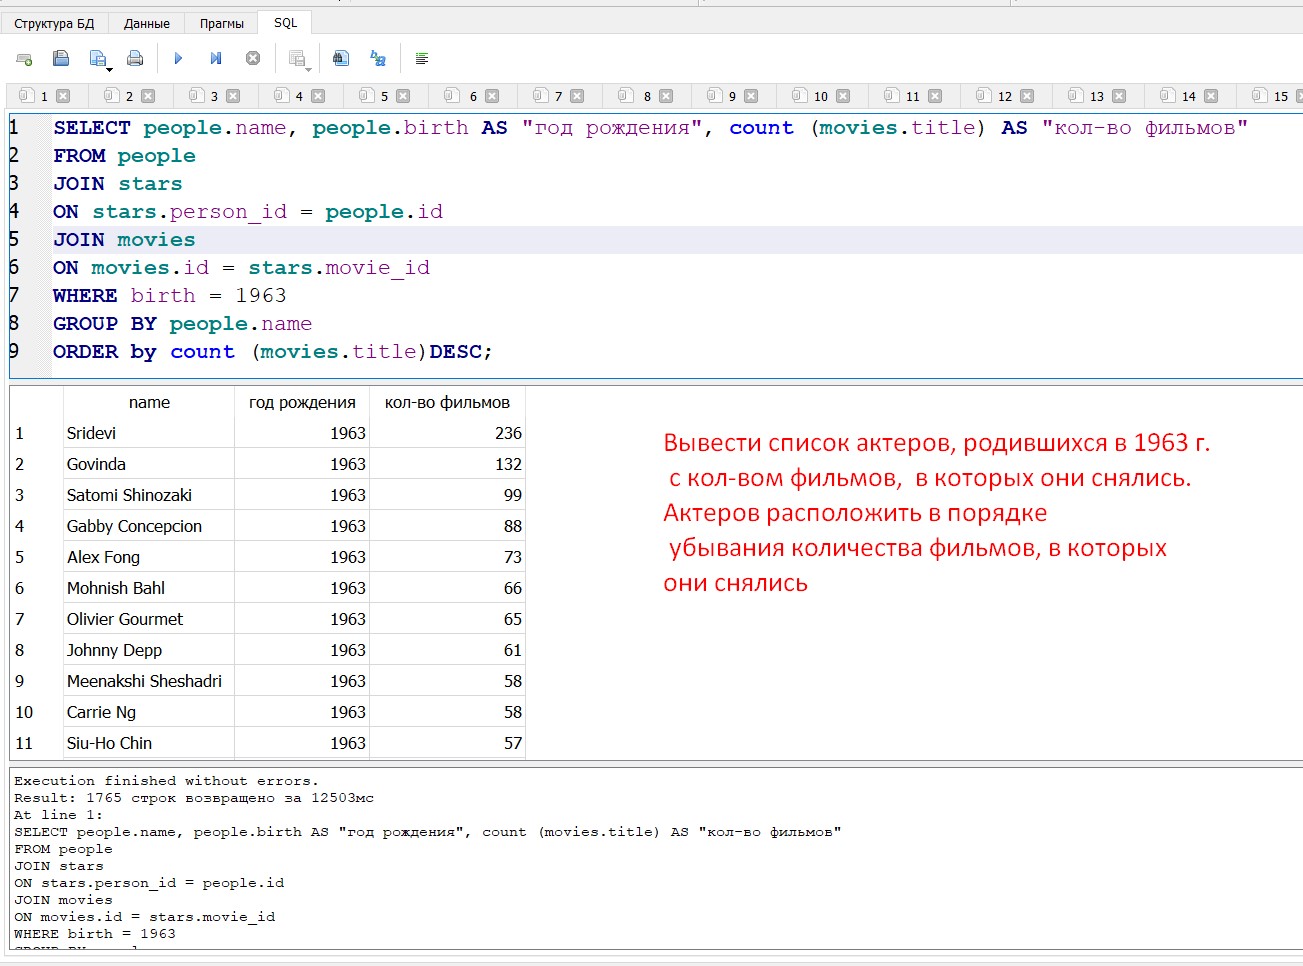 Структура БД Данные Прагмы SQL
1 2 3 4 5 6 7 8 9 10 11 12 13 14 15
1 SELECT people.name, people.birth AS "год рождения", count (movies.title) AS "кол-во фильмов"
2 FROM people
3 JOIN stars
4 ON stars.person_id = people.id
5 JOIN movies
6 ON movies.id = stars.movie_id
7 WHERE birth = 1963
8 GROUP BY people.name
9 ORDER by count (movies.title)DESC;
name год рождения кол-во фильмов
1 Sridevi 1963 236
2 Govinda 1963 132
3 Satomi Shinozaki 1963 99
4 Gabby Concepcion 1963 88
5 Alex Fong 1963 73
6 Mohnish Bahl 1963 66
7 Olivier Gourmet 1963 65
8 Johnny Depp 1963 61
9 Meenakshi Sheshadri 1963 58
10 Carrie Ng 1963 58
11 Siu-Ho Chin 1963 57
Вывести список актеров, родившихся в 1963 г.
с кол-вом фильмов, в которых они снялись.
Актеров расположить в порядке
убывания количества фильмов, в которых
они снялись
Execution finished without errors.
Result: 1765 строк возвращено за 12503мс
At line 1:
SELECT people.name, people.birth AS "год рождения", count (movies.title) AS "кол-во фильмов"
FROM people
JOIN stars
ON stars.person_id = people.id
JOIN movies
ON movies.id = stars.movie_id
WHERE birth = 1963